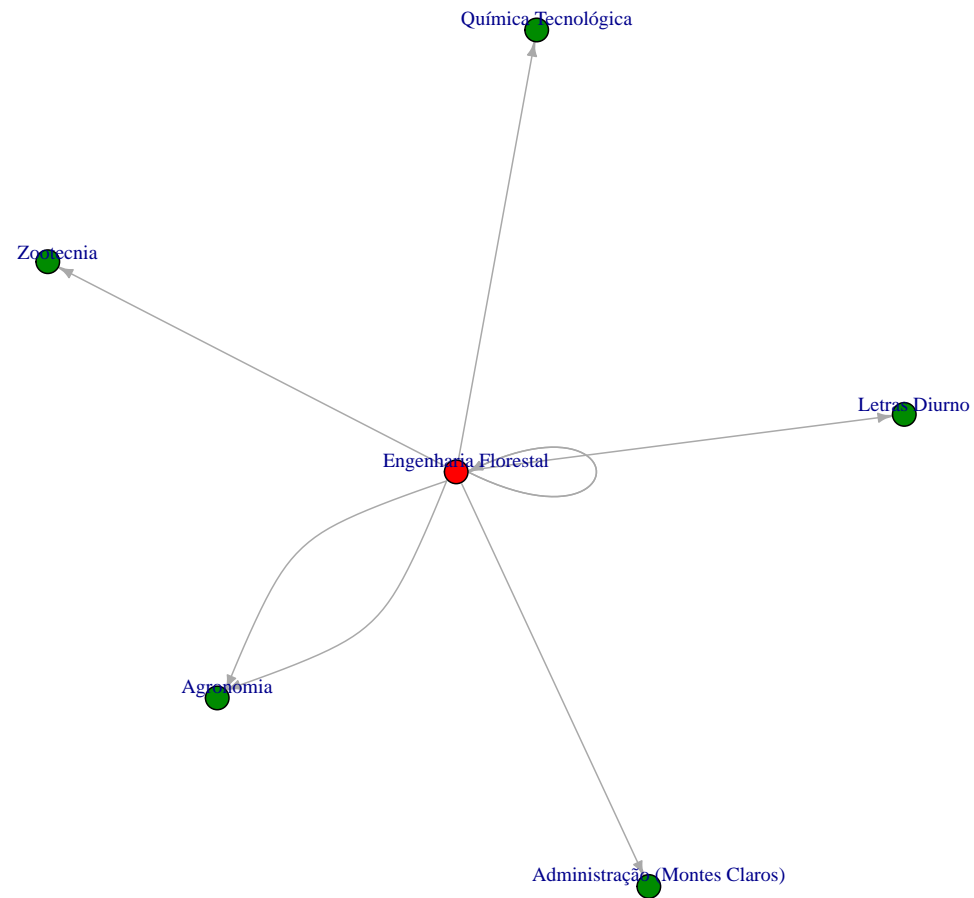 Química Tecnológica
Zootecnia
Letras Diurno
Engenharia Florestal
Agronomia
Administração (Montes Claros)